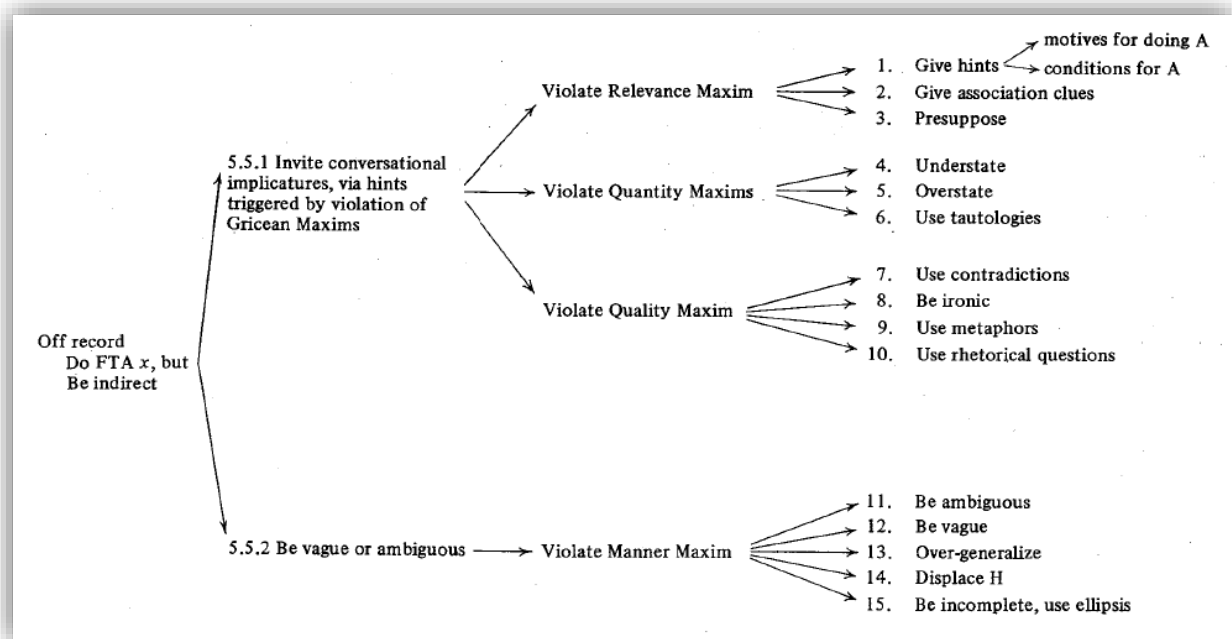 motives for doing A
1. Give hints
conditions for A
Violate Relevance Maxim
2. Give association clues
3. Presuppose
5.5.1 Invite conversational
implicatures, via hints
triggered by violation of
Gricean Maxims
4. Understate
Violate Quantity Maxims
5. Overstate
6. Use tautologies
7. Use contradictions
Violate Quality Maxim
8. Be ironic
9. Use metaphors
10. Use rhetorical questions
Off record
Do FTA x, but
Be indirect
11. Be ambiguous
12. Be vague
5.5.2 Be vague or ambiguous
Violate Manner Maxim
13. Over-generalize
14. Displace H
15. Be incomplete, use ellipsis